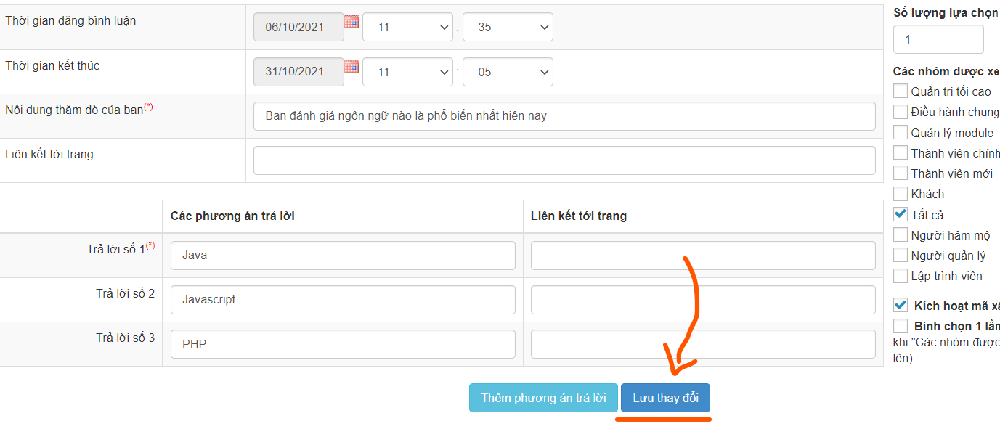 Thời gian đăng bình luận
06/10/2021 11 : 35
Thời gian kết thúc
31/10/2021 11 : 05
Nội dung thăm dò của bạn(*)
Bạn đánh giá ngôn ngữ nào là phổ biến nhất hiện nay
Liên kết tới trang
Các phương án trả lời Liên kết tới trang
Trả lời số 1(*) Java
Trả lời số 2 Javascript
Trả lời số 3 PHP
Thêm phương án trả lời Lưu thay đổi
Số lượng lựa chọn
1
Các nhóm được xe
Quản trị tối cao
Điều hành chung
Quản lý module
Thành viên chính
Thành viên mới
Khách
Tất cả
Người hâm mộ
Người quản lý
Lập trình viên
Kích hoạt mã xá
Bình chọn 1 lần
khi "Các nhóm được
lên)